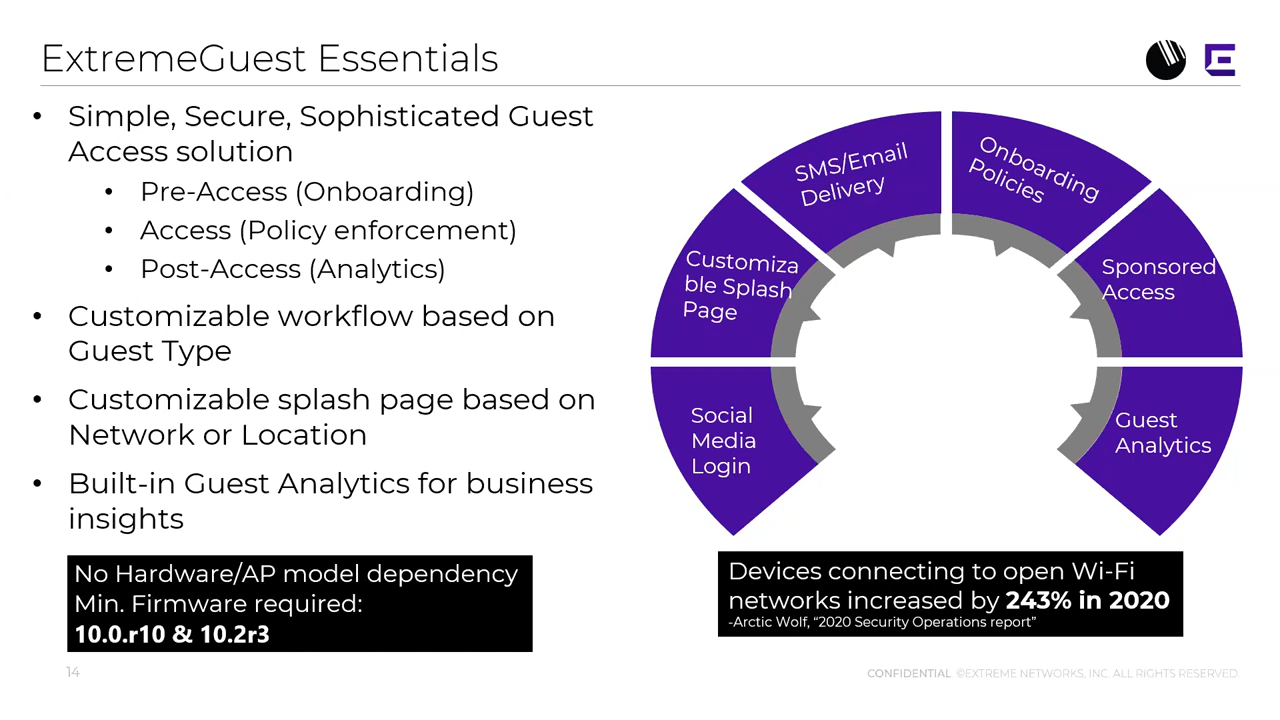 ExtremeGuest Essentials
• Simple, Secure, Sophisticated Guest
Access solution
• Pre-Access (Onboarding)
• Access (Policy enforcement)
• Post-Access (Analytics)
• Customizable workflow based on
Guest Type
• Customizable splash page based on
Network or Location
• Built-in Guest Analytics for business
insights
No Hardware/AP model dependency
Min. Firmware required:
10.0.r10 & 10.2r3
Social
Media
Login
Customiza
ble Splash
Page
SMS/Email
Delivery
Onboarding
Policies
Sponsored
Access
Guest
Analytics
Devices connecting to open Wi-Fi
networks increased by 243% in 2020
-Arctic Wolf, “2020 Security Operations report”
14
CONFIDENTIAL. ©EXTREME NETWORKS, INC. ALL RIGHTS RESERVED.